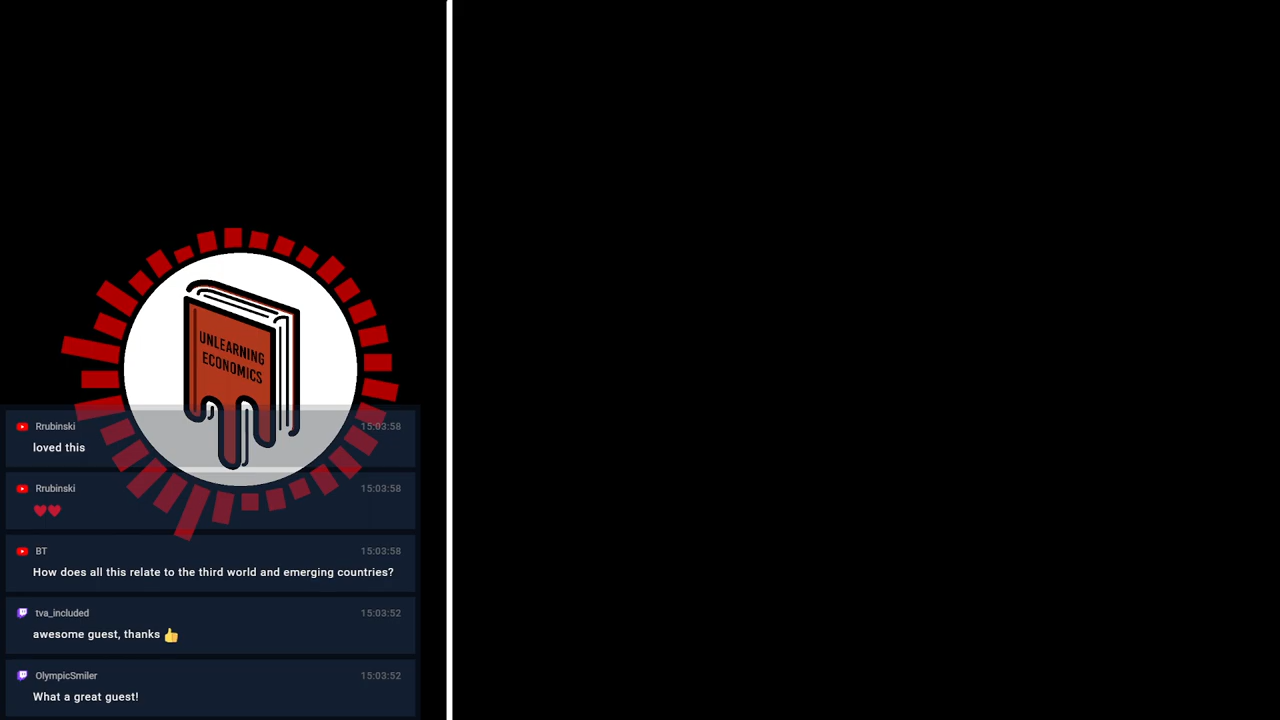 UNLEARNING
ECONOMICS
Rrubinski 15:03:58
loved this
Rrubinski 15:03:58
❤❤
BT 15:03:58
How does all this relate to the third world and emerging countries?
tva_included 15:03:52
awesome guest, thanks 👍
OlympicSmiler 15:03:52
What a great guest!